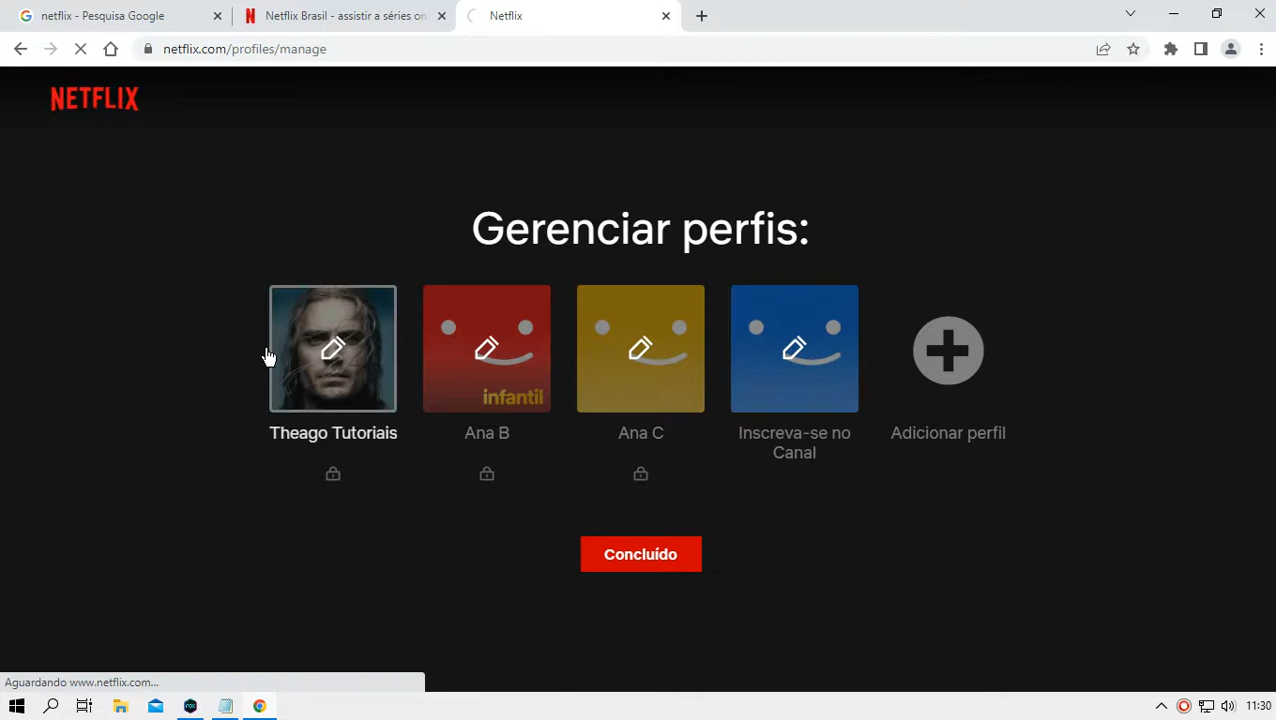 netflix - Pesquisa Google
Netflix Brasil - assistir a séries on
Netflix
netflix.com/profiles/manage
NETFLIX
Gerenciar perfis:
infantil
Theago Tutoriais
Ana B
Ana C
Inscreva-se no
Canal
Adicionar perfil
Concluído
Aguardando www.netflix.com...
11:30